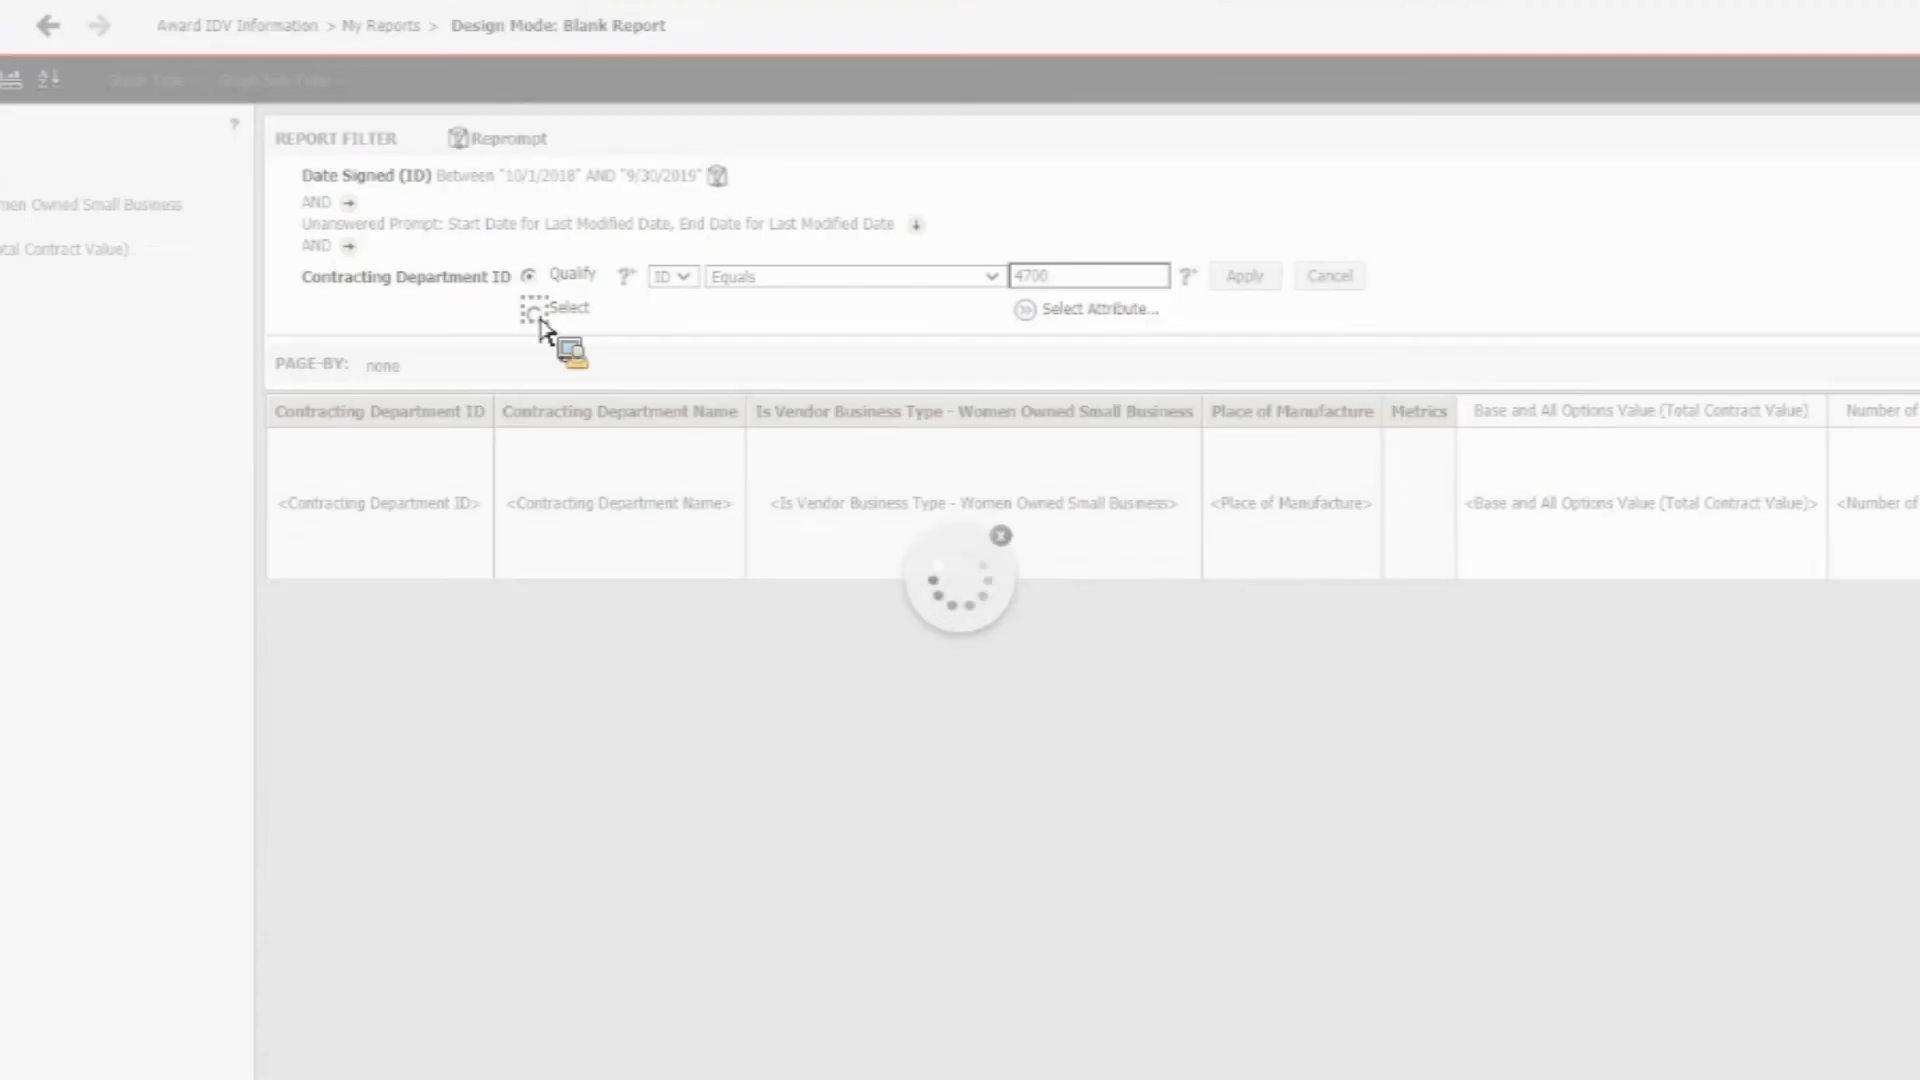 Award IDV Information > My Reports > Design Mode: Blank Report
Graph Type Graph Sub Type
?
REPORT FILTER Reprompt
Date Signed (ID) Between "10/1/2018" AND "9/30/2019"
men Owned Small Business
AND
Unanswered Prompt: Start Date for Last Modified Date, End Date for Last Modified Date
tal Contract Value)
AND
Contracting Department ID Qualify ?+ ID Equals 4700 ?+ Apply Cancel
Select Select Attribute...
PAGE-BY: none
Contracting Department ID Contracting Department Name Is Vendor Business Type - Women Owned Small Business Place of Manufacture Metrics Base and All Options Value (Total Contract Value) Number of
<Contracting Department ID> <Contracting Department Name> <Is Vendor Business Type - Women Owned Small Business> <Place of Manufacture> <Base and All Options Value (Total Contract Value)> <Number of
x